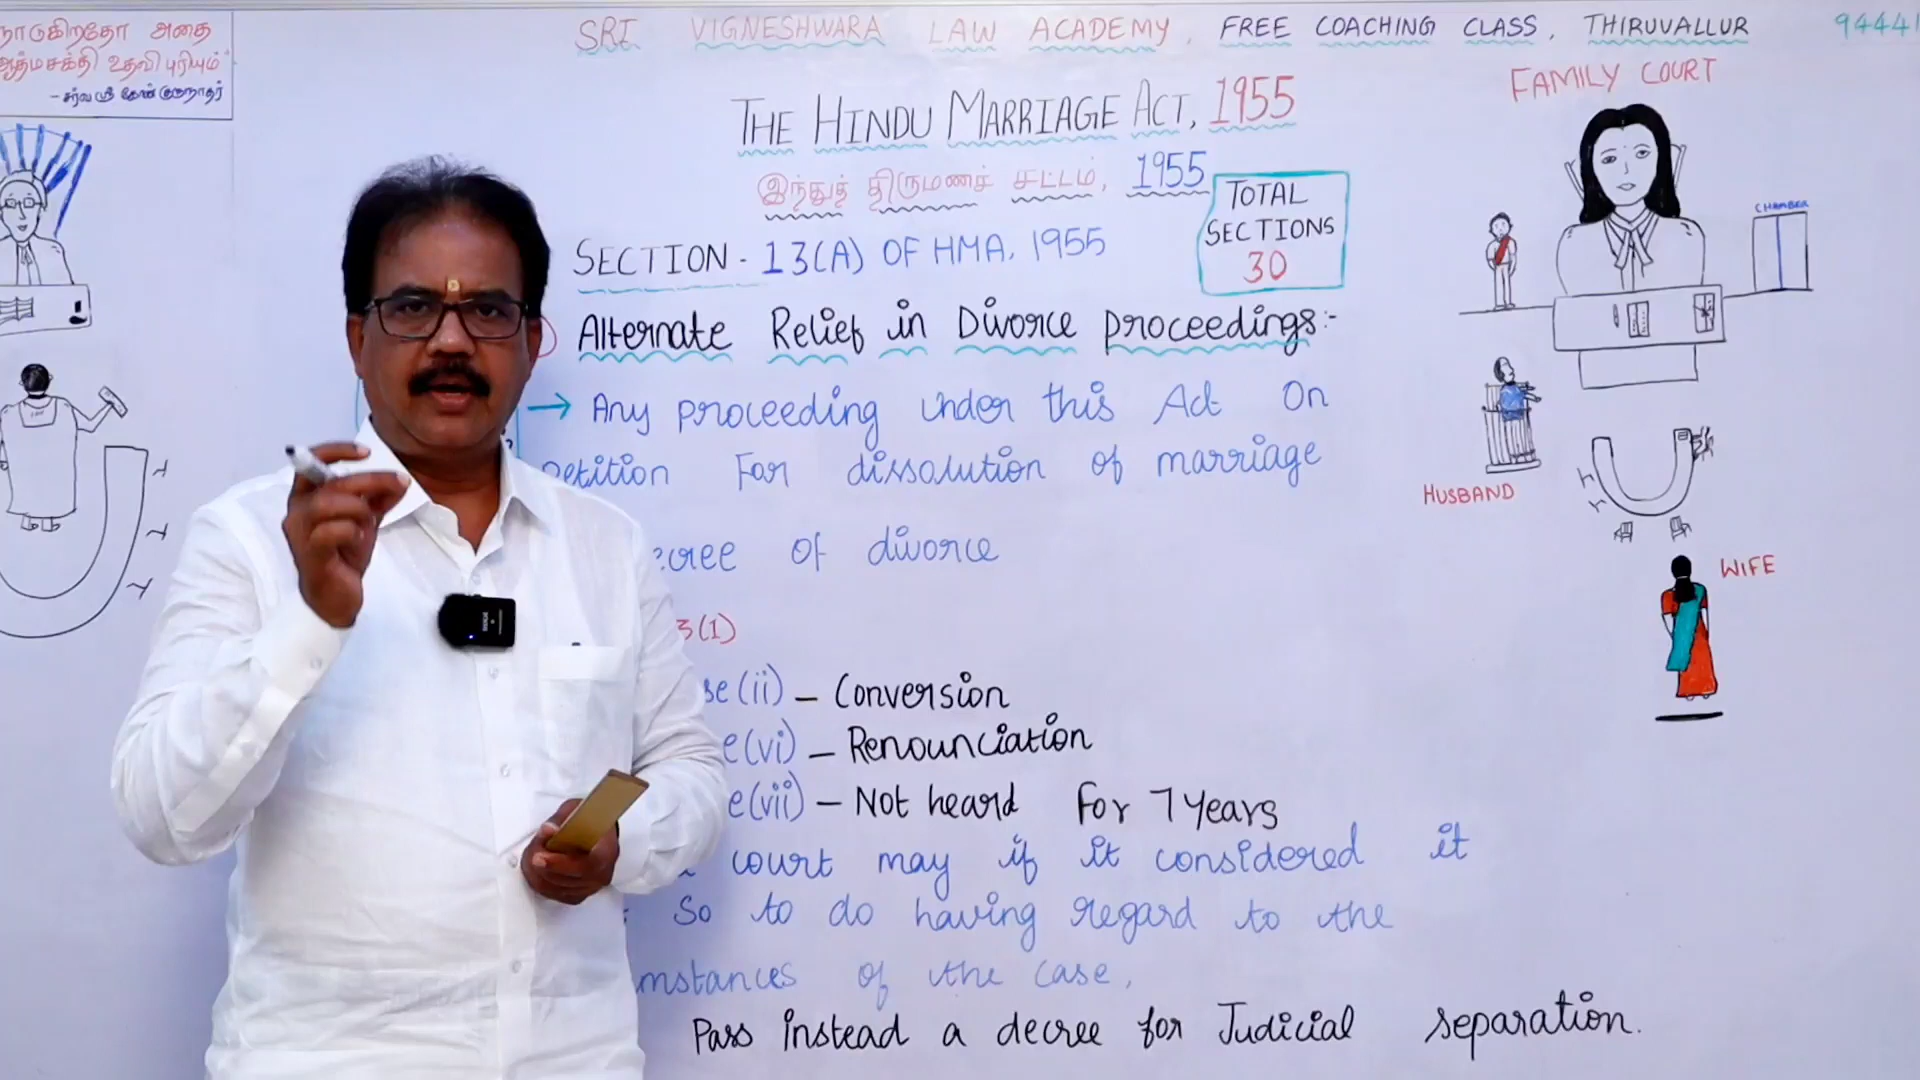 நாடுகிறதோ அதை
ஆத்மசக்தி உதவி புரியும்"
SRI VIGNESHWARA LAW ACADEMY, FREE COACHING CLASS, THIRUVALLUR 9444
FAMILY COURT
THE HINDU MARRIAGE ACT, 1955
இந்துத் திருமணச் சட்டம், 1955
TOTAL
SECTIONS
30
CHAMBER
SECTION - 13(A) OF HMA, 1955
Alternate Relief in Divorce proceedings:-
→ Any proceeding under this Act On
petition For dissolution of marriage
HUSBAND
ecree of divorce
WIFE
3(1)
se(ii) – Conversion
e(vi) – Renounciation
e(vii) – Not heard For 7 Years
court may if it considered it
So to do having regard to the
mstances of the case,
Pass instead a decree for Judicial separation.